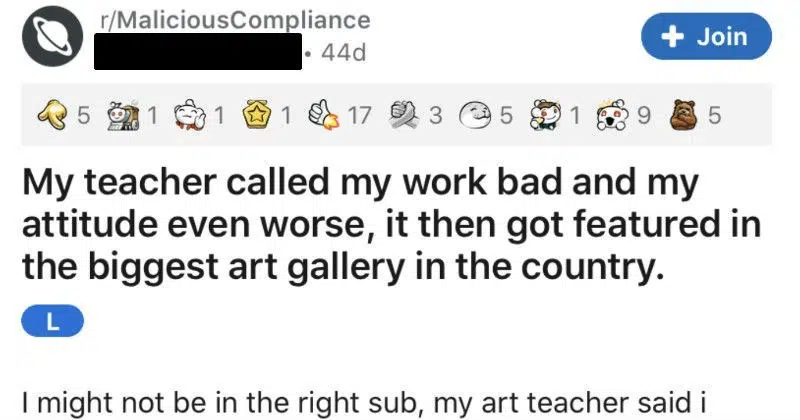 r/MaliciousCompliance
• 44d
+ Join
5 1 1 1 17 3 5 1 9 5
My teacher called my work bad and my
attitude even worse, it then got featured in
the biggest art gallery in the country.
L
I might not be in the right sub, my art teacher said i